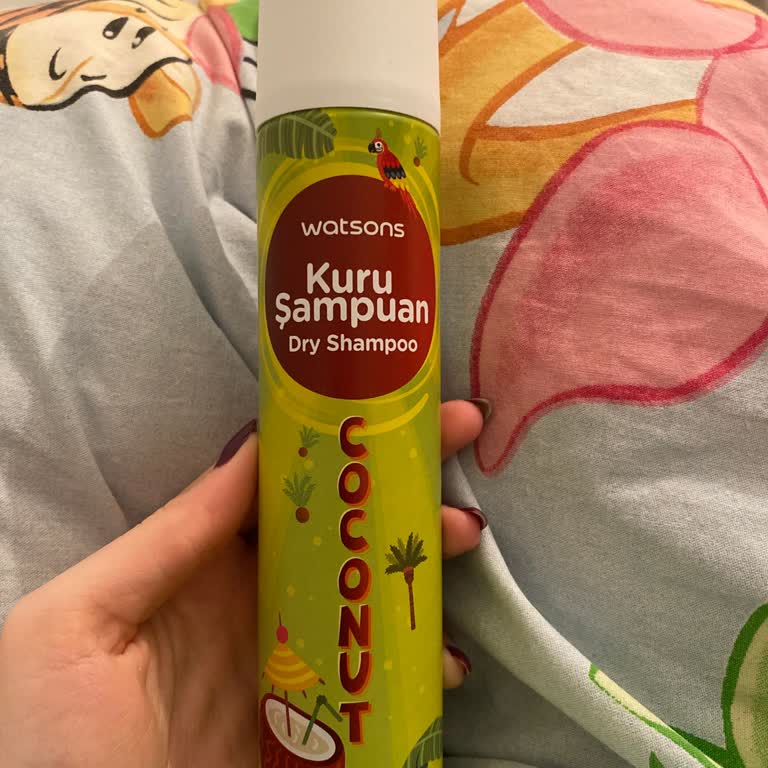 watsons
Kuru
Şampuan
Dry Shampoo
COCONUT